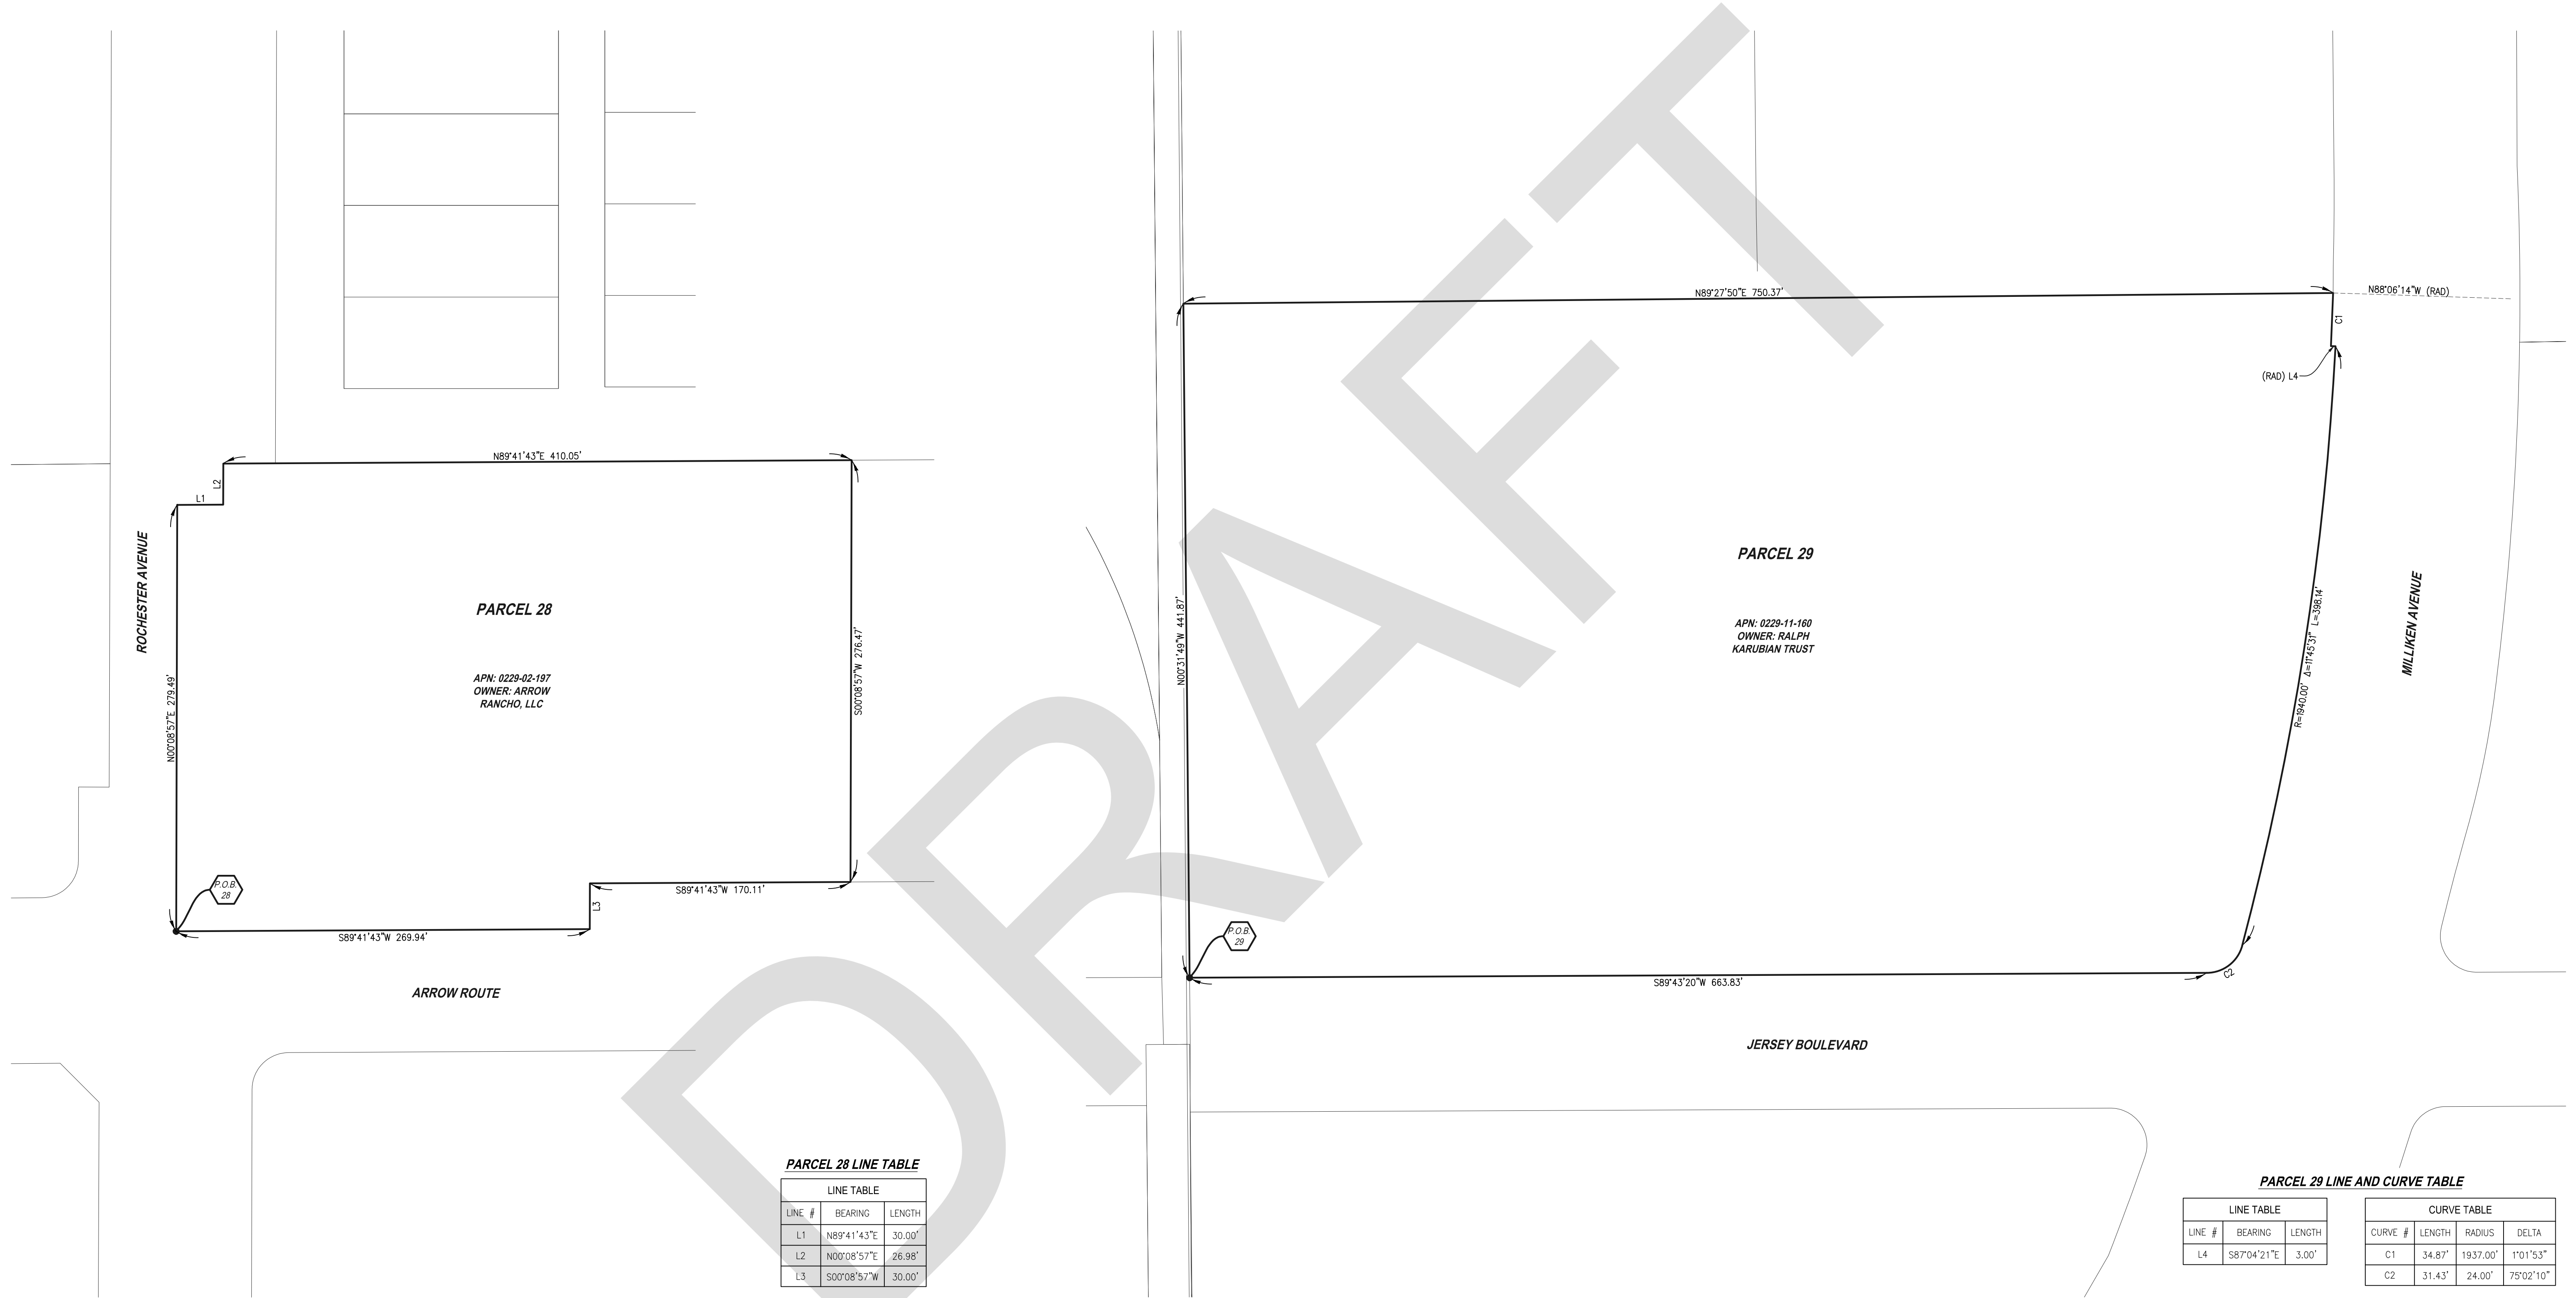 DRAFT
N89°41'43"E 410.05'
L2
L1
ROCHESTER AVENUE
N00°08'57"E 279.49'
PARCEL 28
APN: 0229-02-197
OWNER: ARROW
RANCHO, LLC
S00°08'57"W 276.47'
P.O.B.
28
S89°41'43"W 170.11'
L3
S89°41'43"W 269.94'
ARROW ROUTE
N89°27'50"E 750.37'
N88°06'14"W (RAD)
C1
(RAD) L4
N00°31'49"W 441.87'
PARCEL 29
APN: 0229-11-160
OWNER: RALPH
KARUBIAN TRUST
R=1940.00' Δ=11°45'31" L=398.14'
MILLIKEN AVENUE
P.O.B.
29
S89°43'20"W 663.83'
C2
JERSEY BOULEVARD
PARCEL 28 LINE TABLE
LINE TABLE
LINE # BEARING LENGTH
L1 N89°41'43"E 30.00'
L2 N00°08'57"E 26.98'
L3 S00°08'57"W 30.00'
PARCEL 29 LINE AND CURVE TABLE
LINE TABLE
LINE # BEARING LENGTH
L4 S87°04'21"E 3.00'
CURVE TABLE
CURVE # LENGTH RADIUS DELTA
C1 34.87' 1937.00' 1°01'53"
C2 31.43' 24.00' 75°02'10"